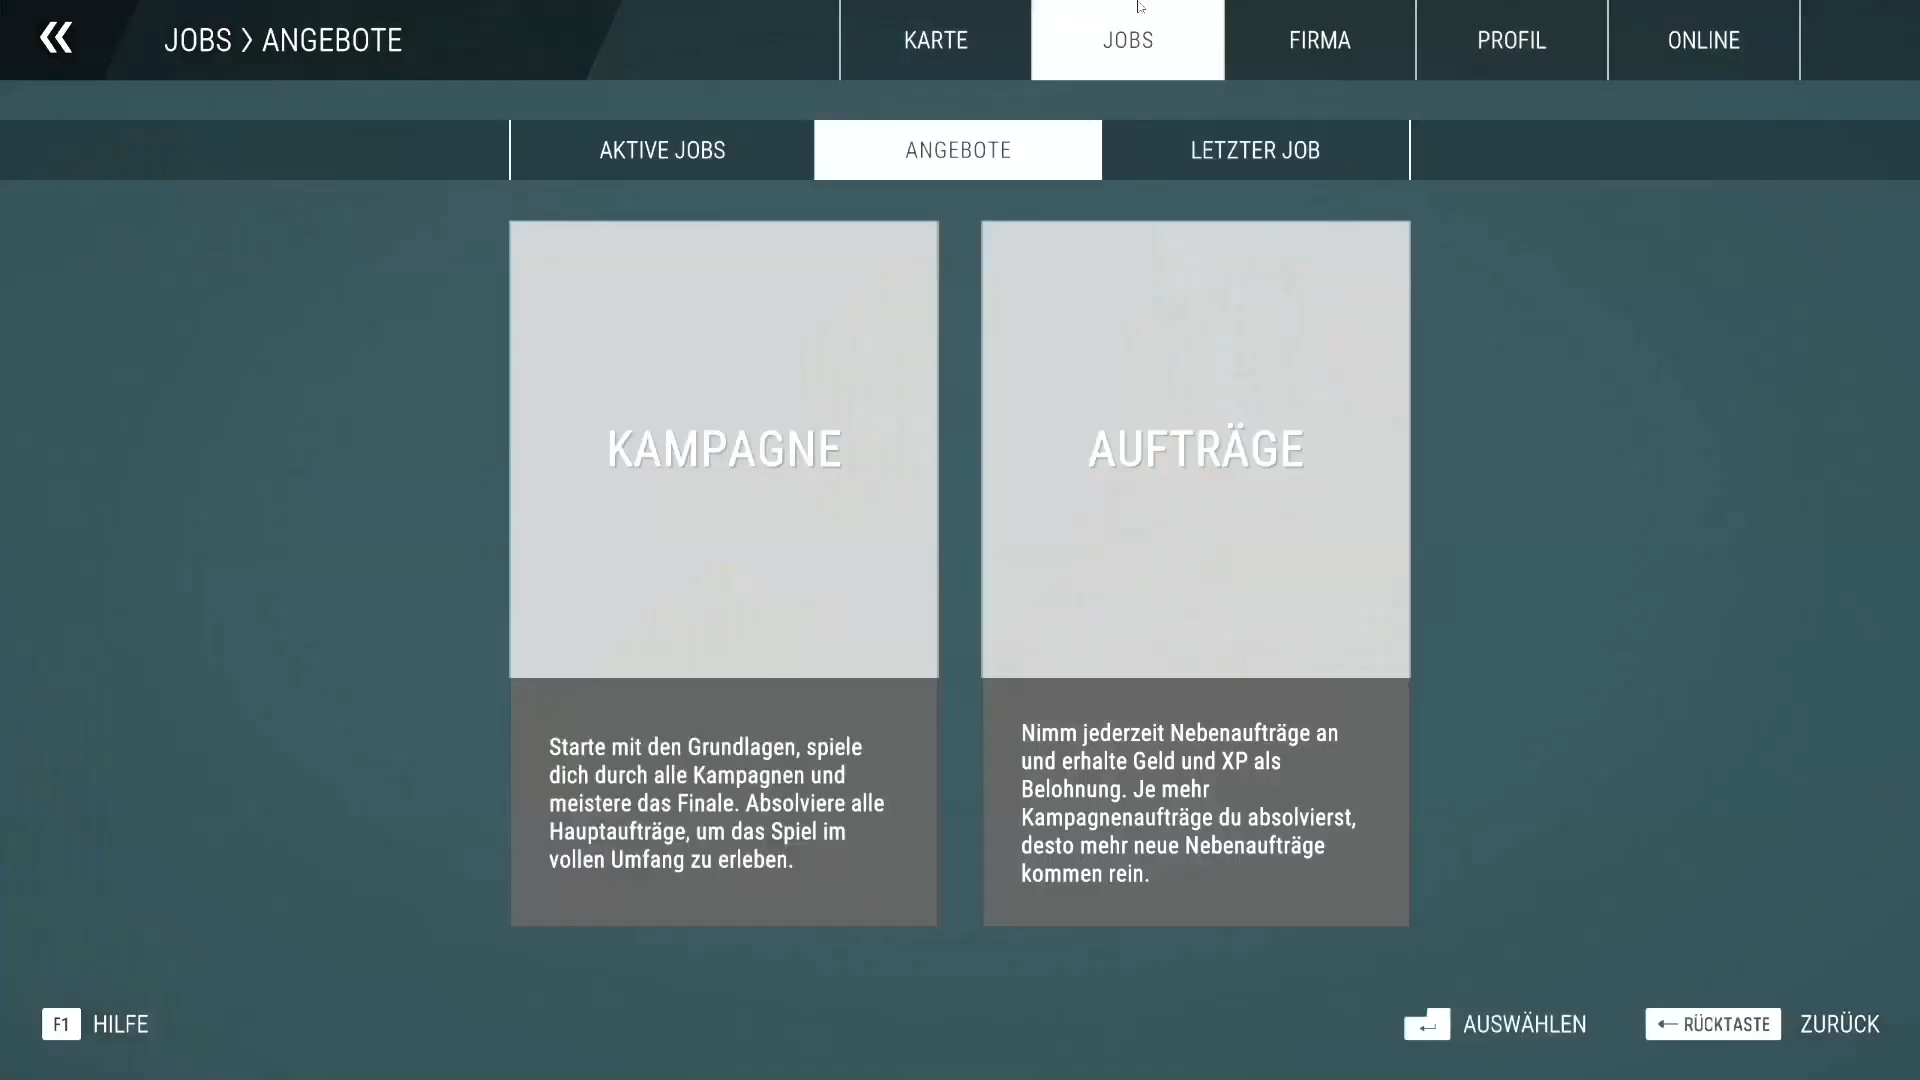 JOBS > ANGEBOTE
KARTE
JOBS
FIRMA
PROFIL
ONLINE
AKTIVE JOBS
ANGEBOTE
LETZTER JOB
KAMPAGNE
Starte mit den Grundlagen, spiele
dich durch alle Kampagnen und
meistere das Finale. Absolviere alle
Hauptaufträge, um das Spiel im
vollen Umfang zu erleben.
AUFTRÄGE
Nimm jederzeit Nebenaufträge an
und erhalte Geld und XP als
Belohnung. Je mehr
Kampagnenaufträge du absolvierst,
desto mehr neue Nebenaufträge
kommen rein.
F1 HILFE
AUSWÄHLEN
← RÜCKTASTE ZURÜCK